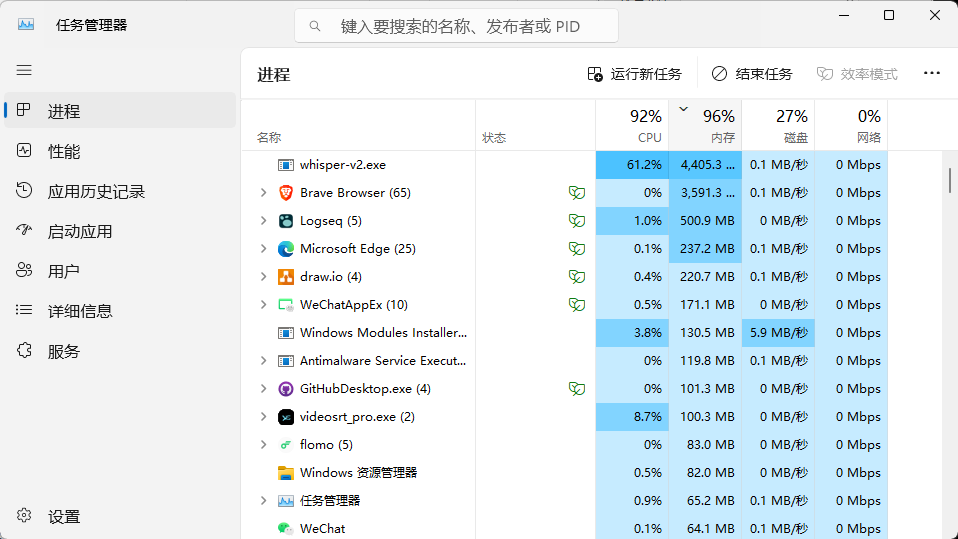 任务管理器
键入要搜索的名称、发布者或 PID
进程
性能
应用历史记录
启动应用
用户
详细信息
服务
设置
进程 运行新任务 结束任务 效率模式 ...
92% 96% 27% 0%
名称 状态 CPU 内存 磁盘 网络
whisper-v2.exe 61.2% 4,405.3 ... 0.1 MB/秒 0 Mbps
Brave Browser (65) 0% 3,591.3 ... 0.1 MB/秒 0 Mbps
Logseq (5) 1.0% 500.9 MB 0 MB/秒 0 Mbps
Microsoft Edge (25) 0.1% 237.2 MB 0.1 MB/秒 0 Mbps
draw.io (4) 0.4% 220.7 MB 0.1 MB/秒 0 Mbps
WeChatAppEx (10) 0.5% 171.1 MB 0 MB/秒 0 Mbps
Windows Modules Installer... 3.8% 130.5 MB 5.9 MB/秒 0 Mbps
Antimalware Service Execut... 0% 119.8 MB 0.1 MB/秒 0 Mbps
GitHubDesktop.exe (4) 0% 101.3 MB 0 MB/秒 0 Mbps
videosrt_pro.exe (2) 8.7% 100.3 MB 0 MB/秒 0 Mbps
flomo (5) 0% 83.0 MB 0 MB/秒 0 Mbps
Windows 资源管理器 0.5% 82.0 MB 0 MB/秒 0 Mbps
任务管理器 0.9% 65.2 MB 0.1 MB/秒 0 Mbps
WeChat 0.1% 64.1 MB 0.1 MB/秒 0 Mbps